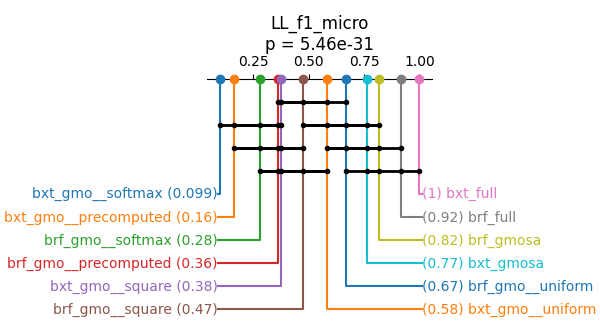 LL_f1_micro
p = 5.46e-31
0.25 0.50 0.75 1.00
bxt_gmo__softmax (0.099) (1) bxt_full
bxt_gmo__precomputed (0.16) (0.92) brf_full
brf_gmo__softmax (0.28) (0.82) brf_gmosa
brf_gmo__precomputed (0.36) (0.77) bxt_gmosa
bxt_gmo__square (0.38) (0.67) brf_gmo__uniform
brf_gmo__square (0.47) (0.58) bxt_gmo__uniform